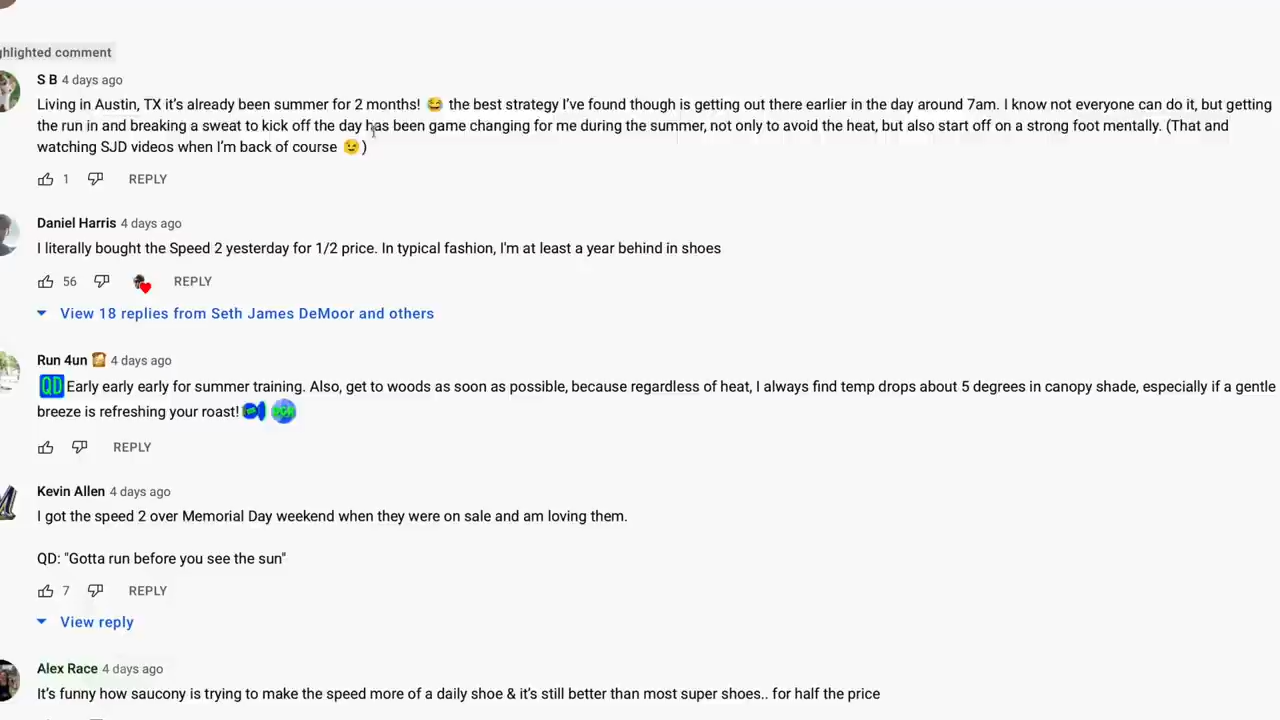 ghlighted comment
S B 4 days ago
Living in Austin, TX it’s already been summer for 2 months! 😂 the best strategy I’ve found though is getting out there earlier in the day around 7am. I know not everyone can do it, but getting
the run in and breaking a sweat to kick off the day has been game changing for me during the summer, not only to avoid the heat, but also start off on a strong foot mentally. (That and
watching SJD videos when I’m back of course 😉 )
1 REPLY
Daniel Harris 4 days ago
I literally bought the Speed 2 yesterday for 1/2 price. In typical fashion, I'm at least a year behind in shoes
56 REPLY
View 18 replies from Seth James DeMoor and others
Run 4un 🍞 4 days ago
QD Early early early for summer training. Also, get to woods as soon as possible, because regardless of heat, I always find temp drops about 5 degrees in canopy shade, especially if a gentle
breeze is refreshing your roast!
REPLY
Kevin Allen 4 days ago
I got the speed 2 over Memorial Day weekend when they were on sale and am loving them.
QD: "Gotta run before you see the sun"
7 REPLY
View reply
Alex Race 4 days ago
It’s funny how saucony is trying to make the speed more of a daily shoe & it’s still better than most super shoes.. for half the price